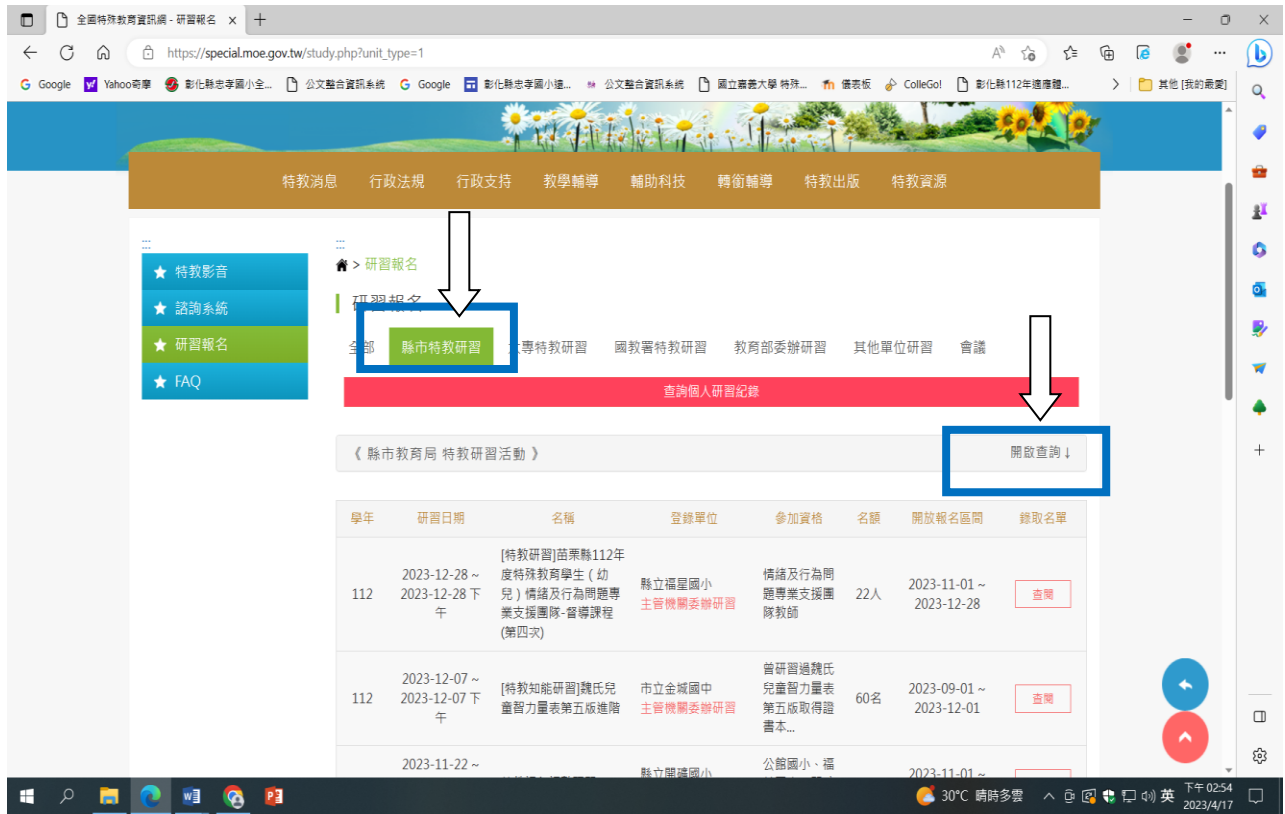 全國特殊教育資訊網 - 研習報名
https://special.moe.gov.tw/study.php?unit_type=1
Google
Yahoo奇摩
彰化縣忠孝國小全...
公文整合資訊系統
Google
彰化縣忠孝國小遠...
公文整合資訊系統
國立嘉義大學 特殊...
儀表板
ColleGo!
彰化縣112年適應體...
其他 [我的最愛]
特教消息 行政法規 行政支持 教學輔導 輔助科技 轉銜輔導 特教出版 特教資源
:::
★ 特教影音
★ 諮詢系統
★ 研習報名
★ FAQ
:::
> 研習報名
研習報名
全部 縣市特教研習 大專特教研習 國教署特教研習 教育部委辦研習 其他單位研習 會議
查詢個人研習紀錄
《 縣市教育局 特教研習活動 》 開啟查詢↓
學年 研習日期 名稱 登錄單位 參加資格 名額 開放報名區間 錄取名單
112
2023-12-28 ~
2023-12-28 下
午
[特教研習]苗栗縣112年
度特殊教育學生（幼
兒）情緒及行為問題專
業支援團隊-督導課程
(第四次)
縣立福星國小
主管機關委辦研習
情緒及行為問
題專業支援團
隊教師
22人
2023-11-01 ~
2023-12-28
查閱
112
2023-12-07 ~
2023-12-07 下
午
[特教知能研習]魏氏兒
童智力量表第五版進階
市立金城國中
主管機關委辦研習
曾研習過魏氏
兒童智力量表
第五版取得證
書本...
60名
2023-09-01 ~
2023-12-01
查閱
2023-11-22 ~
縣立開礦國小
公館國小、福
2023-11-01 ~
30°C 晴時多雲
英
下午 02:54
2023/4/17